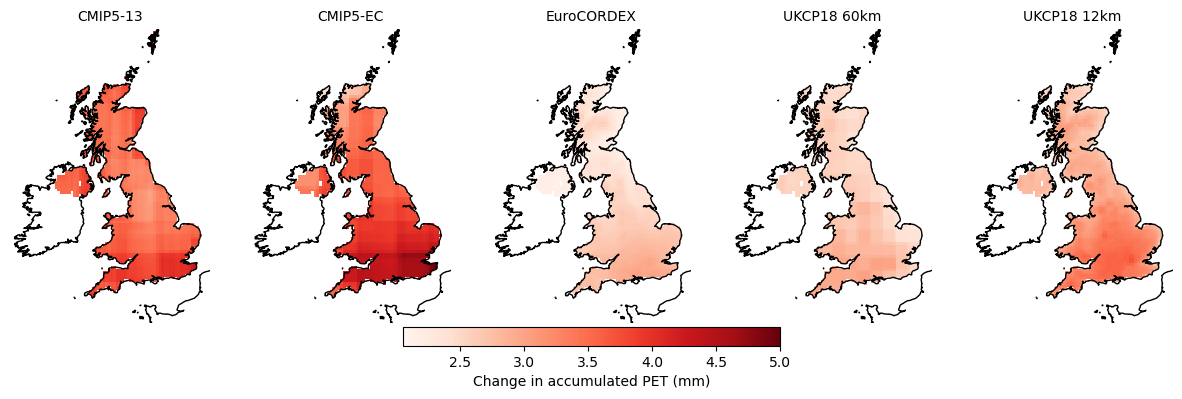 CMIP5-13 CMIP5-EC EuroCORDEX UKCP18 60km UKCP18 12km
2.5 3.0 3.5 4.0 4.5 5.0
Change in accumulated PET (mm)